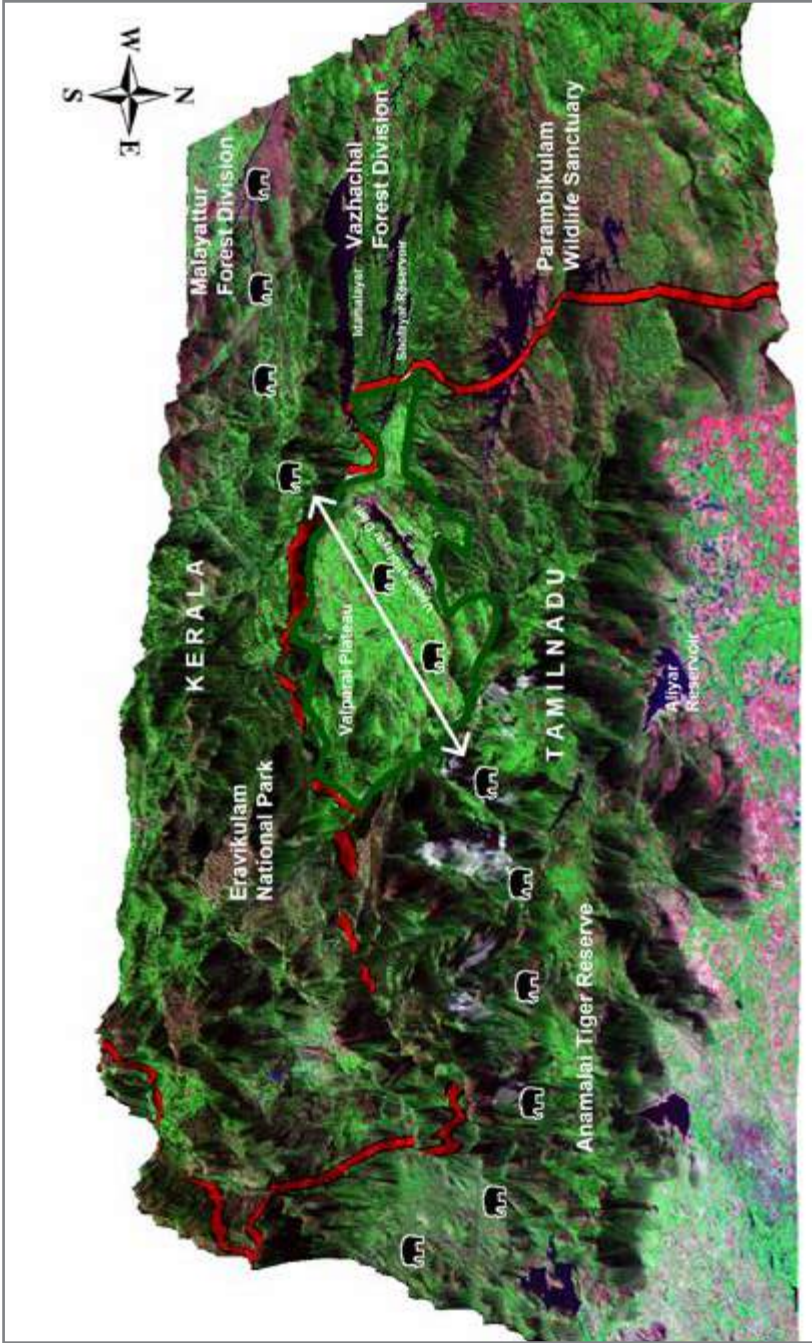 Aliyar
Reservoir
Parambikulam
Wildlife Sanctuary
TAMILNADU
Anamalai Tiger Reserve
Vazhachal
Forest Division
Sholayar Reservoir
Idamalayar
Valparai Plateau
Eravikulam
National Park
Malayattur
Forest Division
KERALA
N
W
E
S